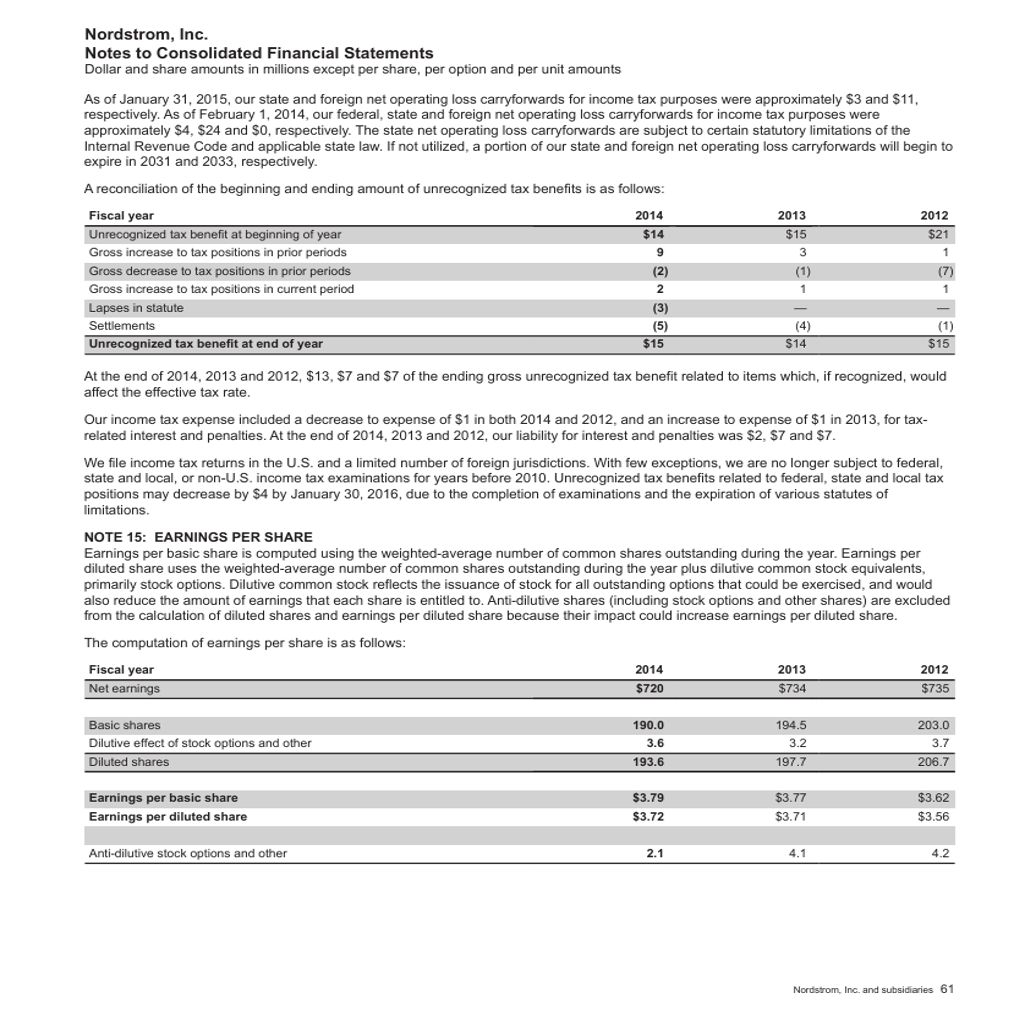 Nordstrom, Inc.
Notes to Consolidated Financial Statements
Dollar and share amounts in millions except per share, per option and per unit amounts
As of January 31, 2015, our state and foreign net operating loss carryforwards for income tax purposes were approximately $3 and $11,
respectively. As of February 1, 2014, our federal, state and foreign net operating loss carryforwards for income tax purposes were
approximately $4, $24 and $0, respectively. The state net operating loss carryforwards are subject to certain statutory limitations of the
Internal Revenue Code and applicable state law. If not utilized, a portion of our state and foreign net operating loss carryforwards will begin to
expire in 2031 and 2033, respectively.
A reconciliation of the beginning and ending amount of unrecognized tax benefits is as follows:
Fiscal year 2014 2013 2012
Unrecognized tax benefit at beginning of year $14 $15 $21
Gross increase to tax positions in prior periods 9 3 1
Gross decrease to tax positions in prior periods (2) (1) (7)
Gross increase to tax positions in current period 2 1 1
Lapses in statute (3) — —
Settlements (5) (4) (1)
Unrecognized tax benefit at end of year $15 $14 $15
At the end of 2014, 2013 and 2012, $13, $7 and $7 of the ending gross unrecognized tax benefit related to items which, if recognized, would
affect the effective tax rate.
Our income tax expense included a decrease to expense of $1 in both 2014 and 2012, and an increase to expense of $1 in 2013, for tax-
related interest and penalties. At the end of 2014, 2013 and 2012, our liability for interest and penalties was $2, $7 and $7.
We file income tax returns in the U.S. and a limited number of foreign jurisdictions. With few exceptions, we are no longer subject to federal,
state and local, or non-U.S. income tax examinations for years before 2010. Unrecognized tax benefits related to federal, state and local tax
positions may decrease by $4 by January 30, 2016, due to the completion of examinations and the expiration of various statutes of
limitations.
NOTE 15: EARNINGS PER SHARE
Earnings per basic share is computed using the weighted-average number of common shares outstanding during the year. Earnings per
diluted share uses the weighted-average number of common shares outstanding during the year plus dilutive common stock equivalents,
primarily stock options. Dilutive common stock reflects the issuance of stock for all outstanding options that could be exercised, and would
also reduce the amount of earnings that each share is entitled to. Anti-dilutive shares (including stock options and other shares) are excluded
from the calculation of diluted shares and earnings per diluted share because their impact could increase earnings per diluted share.
The computation of earnings per share is as follows:
Fiscal year 2014 2013 2012
Net earnings $720 $734 $735
Basic shares 190.0 194.5 203.0
Dilutive effect of stock options and other 3.6 3.2 3.7
Diluted shares 193.6 197.7 206.7
Earnings per basic share $3.79 $3.77 $3.62
Earnings per diluted share $3.72 $3.71 $3.56
Anti-dilutive stock options and other 2.1 4.1 4.2
Nordstrom, Inc. and subsidiaries 61